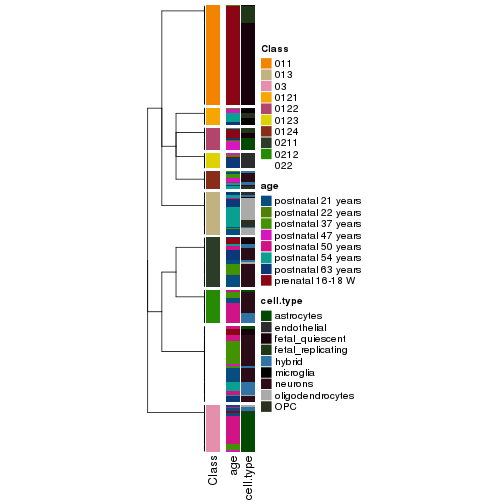 Class
011
013
03
0121
0122
0123
0124
0211
0212
022
age
postnatal 21 years
postnatal 22 years
postnatal 37 years
postnatal 47 years
postnatal 50 years
postnatal 54 years
postnatal 63 years
prenatal 16-18 W
cell.type
astrocytes
endothelial
fetal_quiescent
fetal_replicating
hybrid
microglia
neurons
oligodendrocytes
OPC
Class
age
cell.type